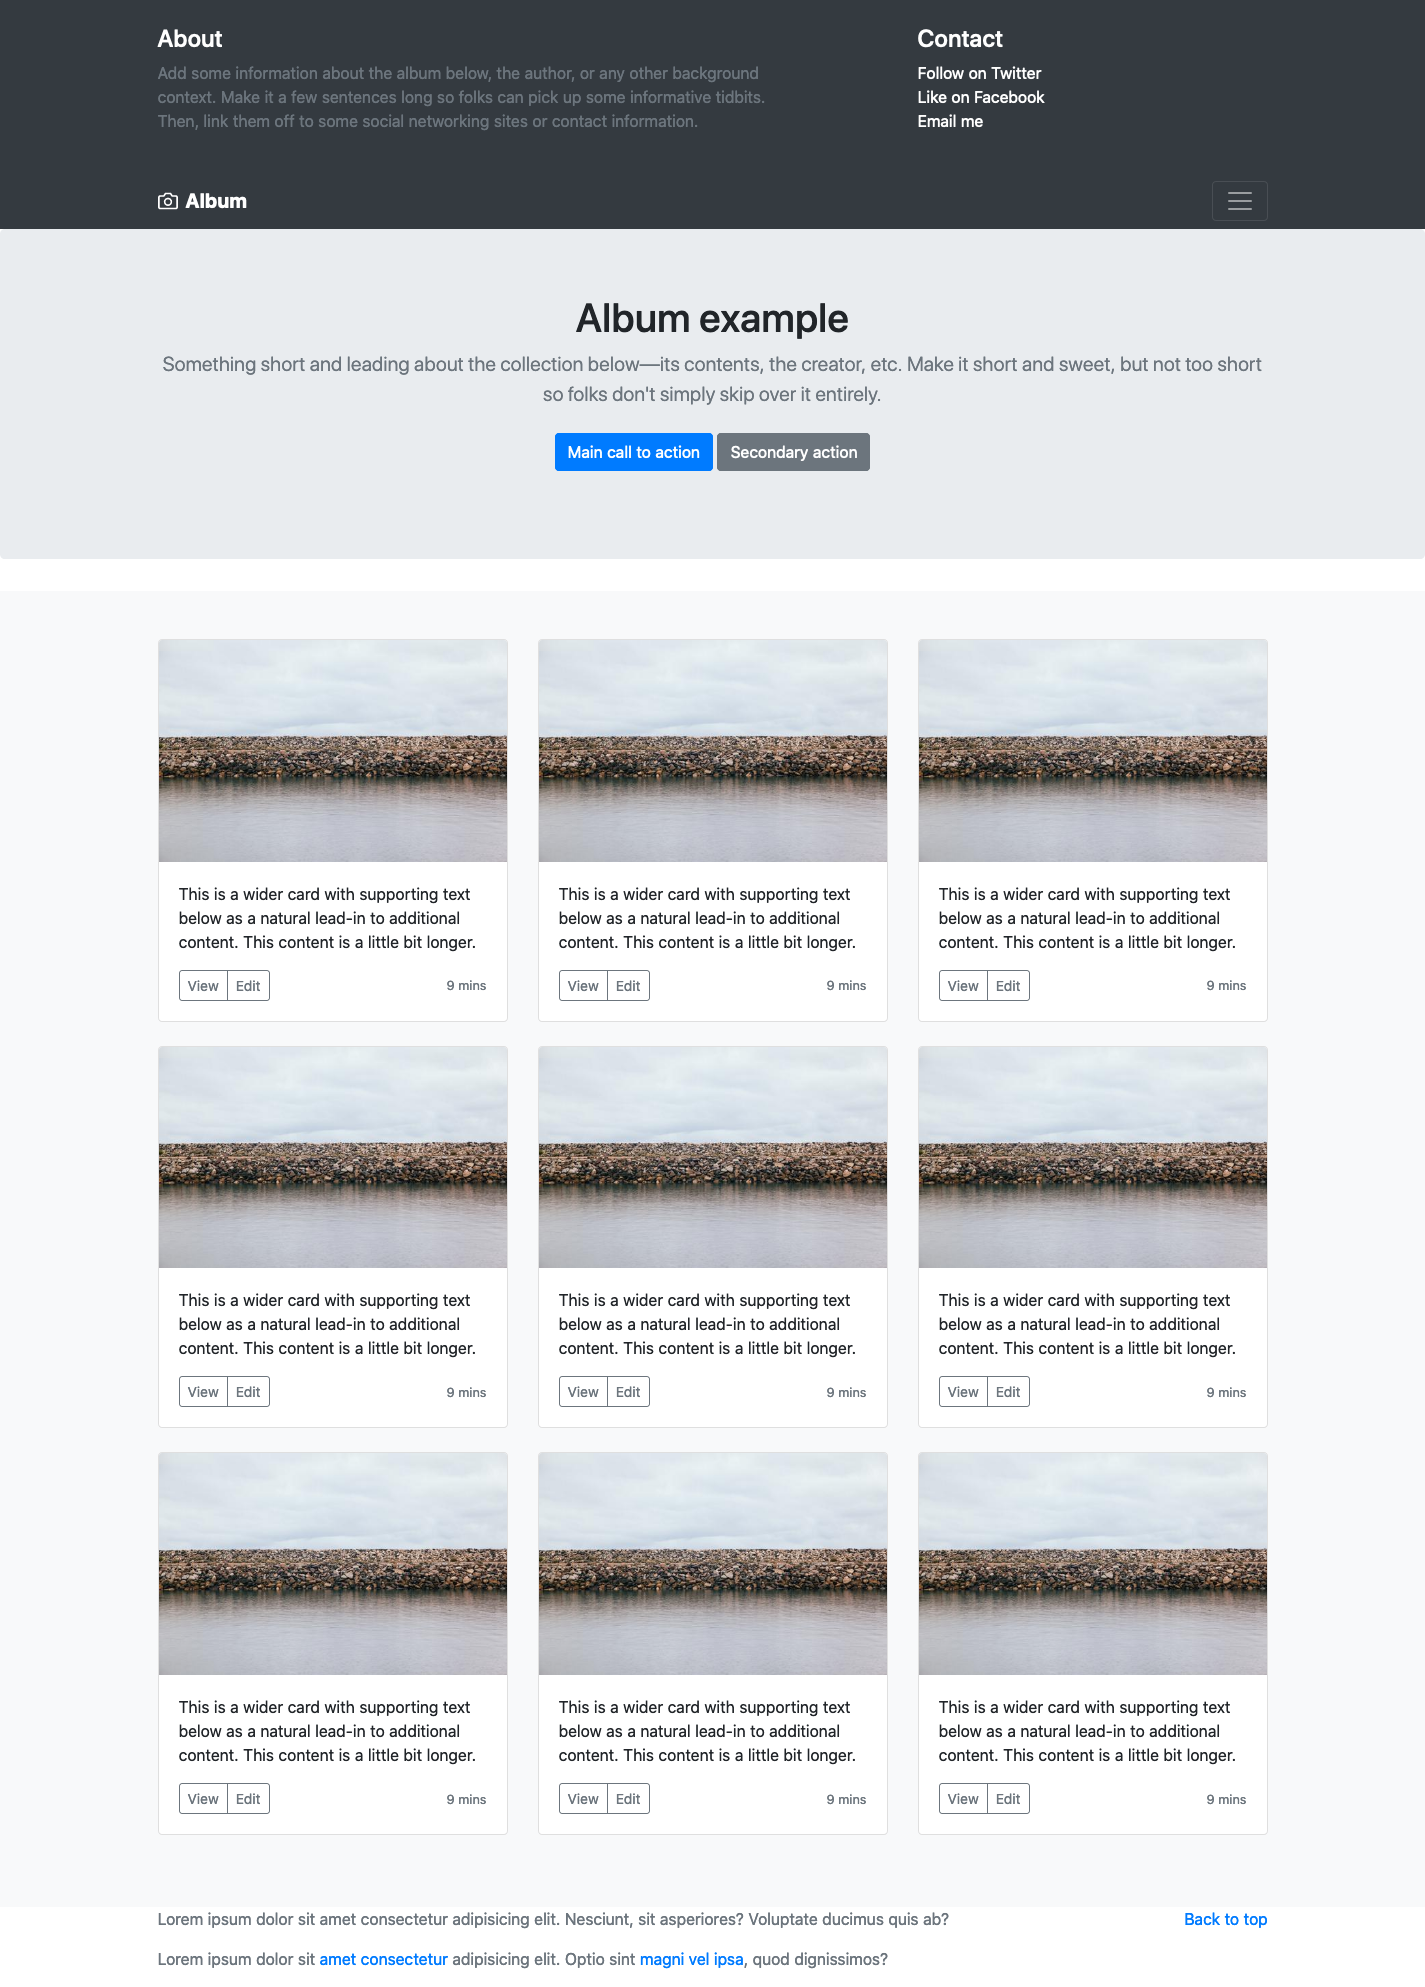 About
Add some information about the album below, the author, or any other background
context. Make it a few sentences long so folks can pick up some informative tidbits.
Then, link them off to some social networking sites or contact information.
Contact
Follow on Twitter
Like on Facebook
Email me
Album
Album example
Something short and leading about the collection below—its contents, the creator, etc. Make it short and sweet, but not too short
so folks don't simply skip over it entirely.
Main call to action
Secondary action
This is a wider card with supporting text
below as a natural lead-in to additional
content. This content is a little bit longer.
View Edit 9 mins
This is a wider card with supporting text
below as a natural lead-in to additional
content. This content is a little bit longer.
View Edit 9 mins
This is a wider card with supporting text
below as a natural lead-in to additional
content. This content is a little bit longer.
View Edit 9 mins
This is a wider card with supporting text
below as a natural lead-in to additional
content. This content is a little bit longer.
View Edit 9 mins
This is a wider card with supporting text
below as a natural lead-in to additional
content. This content is a little bit longer.
View Edit 9 mins
This is a wider card with supporting text
below as a natural lead-in to additional
content. This content is a little bit longer.
View Edit 9 mins
This is a wider card with supporting text
below as a natural lead-in to additional
content. This content is a little bit longer.
View Edit 9 mins
This is a wider card with supporting text
below as a natural lead-in to additional
content. This content is a little bit longer.
View Edit 9 mins
This is a wider card with supporting text
below as a natural lead-in to additional
content. This content is a little bit longer.
View Edit 9 mins
Lorem ipsum dolor sit amet consectetur adipisicing elit. Nesciunt, sit asperiores? Voluptate ducimus quis ab?
Back to top
Lorem ipsum dolor sit amet consectetur adipisicing elit. Optio sint magni vel ipsa, quod dignissimos?